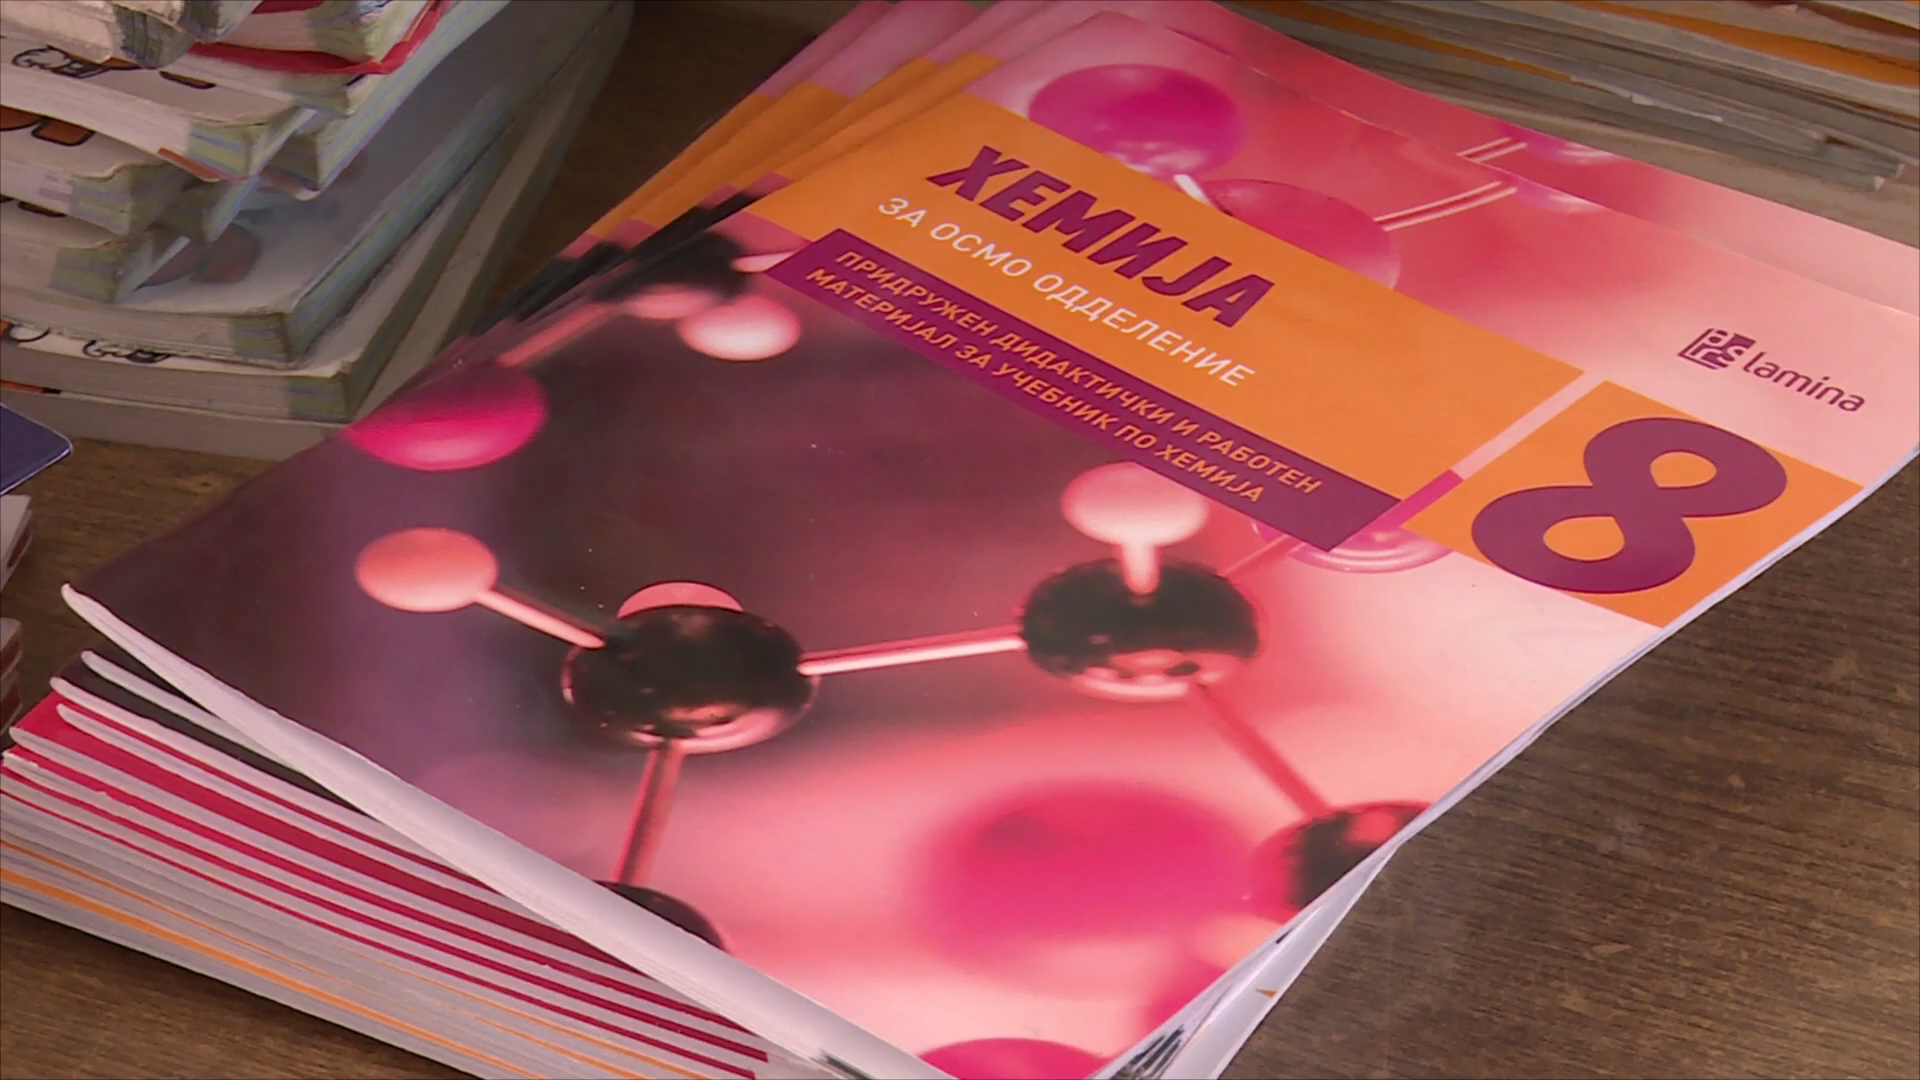 ХЕМИЈА
ЗА ОСМО ОДДЕЛЕНИЕ
ПРИДРУЖЕН ДИДАКТИЧКИ И РАБОТЕН
МАТЕРИЈАЛ ЗА УЧЕБНИК ПО ХЕМИЈА
lamina
8